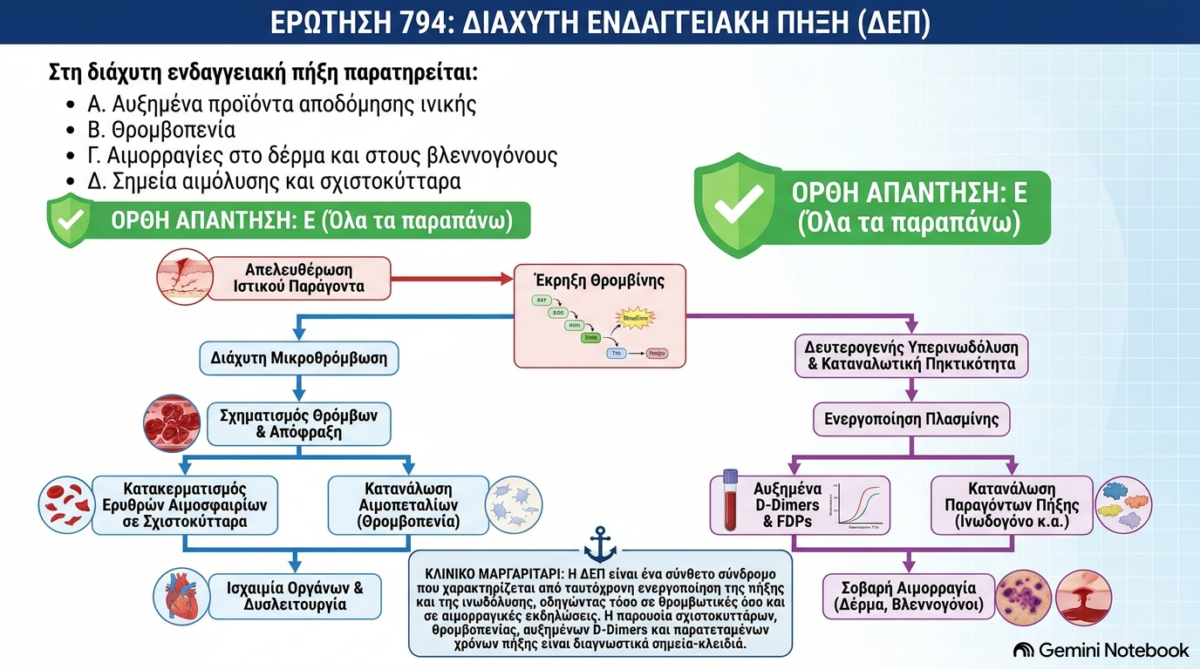 ΕΡΩΤΗΣΗ 794: ΔΙΑΧΥΤΗ ΕΝΔΑΓΓΕΙΑΚΗ ΠΗΞΗ (ΔΕΠ)
Στη διάχυτη ενδαγγειακή πήξη παρατηρείται:
• Α. Αυξημένα προϊόντα αποδόμησης ινικής
• Β. Θρομβοπενία
• Γ. Αιμορραγίες στο δέρμα και στους βλεννογόνους
• Δ. Σημεία αιμόλυσης και σχιστοκύτταρα
ΟΡΘΗ ΑΠΑΝΤΗΣΗ: Ε (Όλα τα παραπάνω)
ΟΡΘΗ ΑΠΑΝΤΗΣΗ: Ε
(Όλα τα παραπάνω)
Απελευθέρωση
Ιστικού Παράγοντα
Έκρηξη Θρομβίνης
Διάχυτη Μικροθρόμβωση
Δευτερογενής Υπερινωδόλυση
& Καταναλωτική Πηκτικότητα
Σχηματισμός Θρόμβων
& Απόφραξη
Ενεργοποίηση Πλασμίνης
Κατακερματισμός
Ερυθρών Αιμοσφαιρίων
σε Σχιστοκύτταρα
Κατανάλωση
Αιμοπεταλίων
(Θρομβοπενία)
Αυξημένα
D-Dimers
& FDPs
Κατανάλωση
Παραγόντων Πήξης
(Ινωδογόνο κ.α.)
Ισχαιμία Οργάνων &
Δυσλειτουργία
ΚΛΙΝΙΚΟ ΜΑΡΓΑΡΙΤΑΡΙ: Η ΔΕΠ είναι ένα σύνθετο σύνδρομο
που χαρακτηρίζεται από ταυτόχρονη ενεργοποίηση της πήξης
και της ινωδόλυσης, οδηγώντας τόσο σε θρομβωτικές όσο και
σε αιμορραγικές εκδηλώσεις. Η παρουσία σχιστοκυττάρων,
θρομβοπενίας, αυξημένων D-Dimers και παρατεταμένων
χρόνων πήξης είναι διαγνωστικά σημεία-κλειδιά.
Σοβαρή Αιμορραγία
(Δέρμα, Βλεννογόνοι)
Gemini Notebook